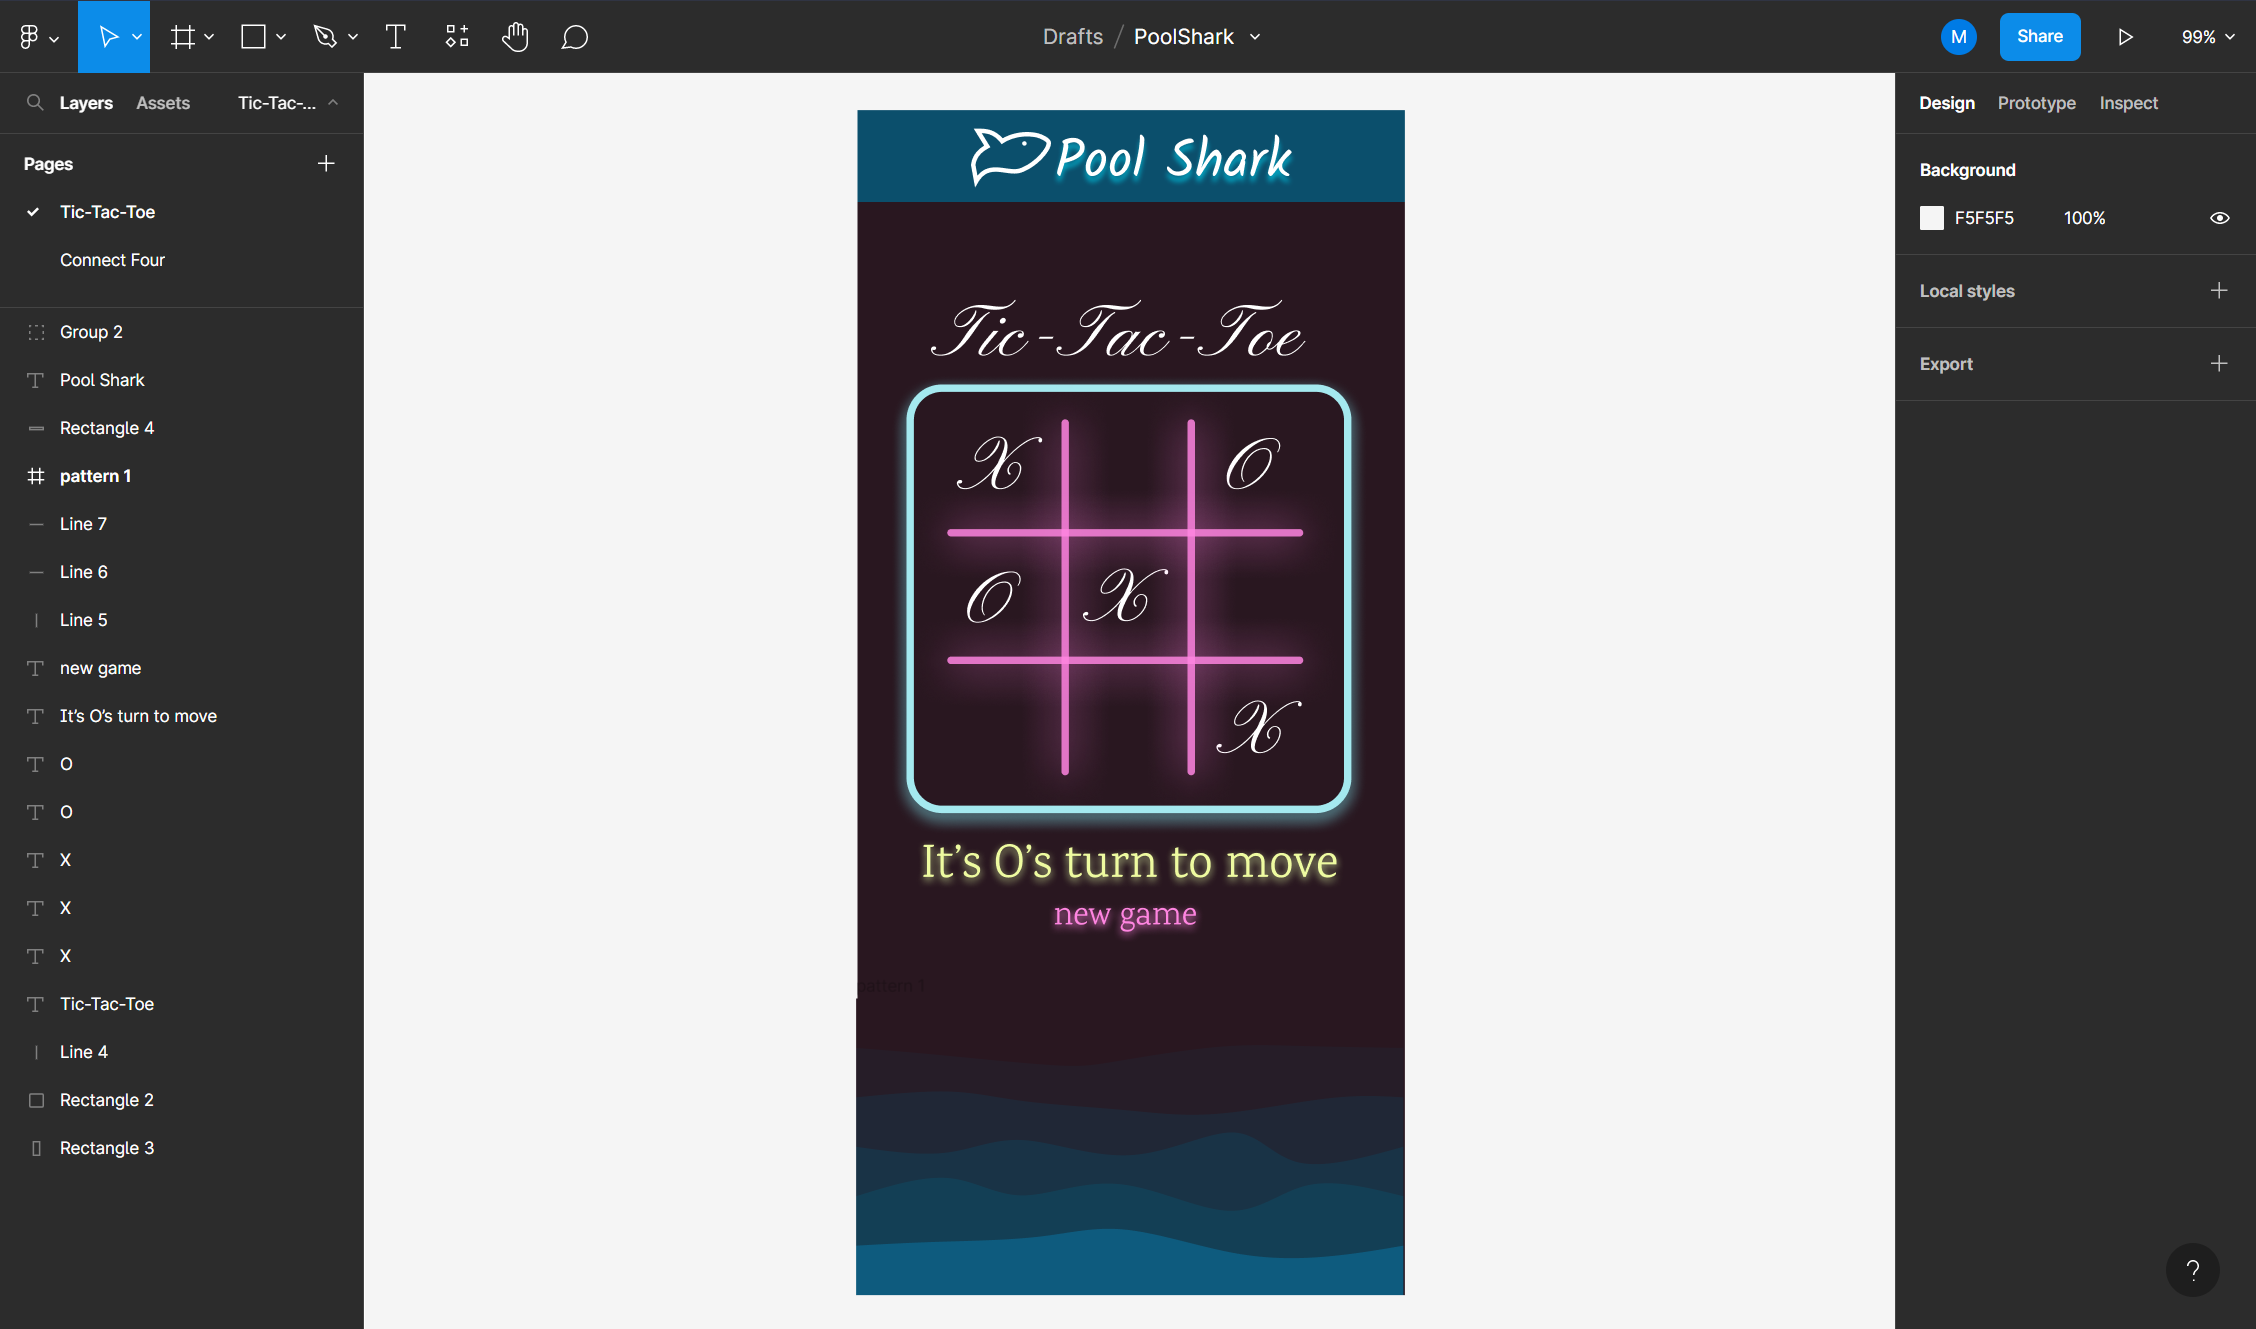 Drafts / PoolShark
M
Share
99%
Layers
Assets
Tic-Tac-...
Pages
Tic-Tac-Toe
Connect Four
Group 2
Pool Shark
Rectangle 4
pattern 1
Line 7
Line 6
Line 5
new game
It's O's turn to move
O
O
X
X
X
Tic-Tac-Toe
Line 4
Rectangle 2
Rectangle 3
Pool Shark
Tic-Tac-Toe
X O
O X
X
It’s O’s turn to move
new game
pattern 1
Design
Prototype
Inspect
Background
F5F5F5 100%
Local styles
Export
?